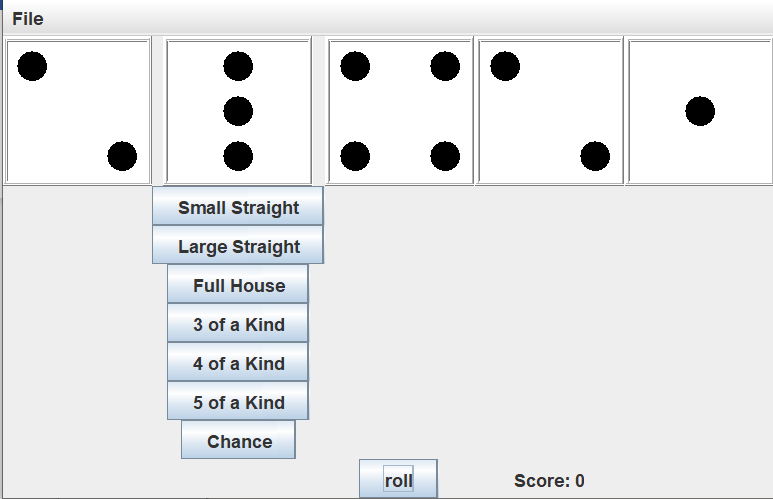 File
Small Straight
Large Straight
Full House
3 of a Kind
4 of a Kind
5 of a Kind
Chance
roll
Score: 0